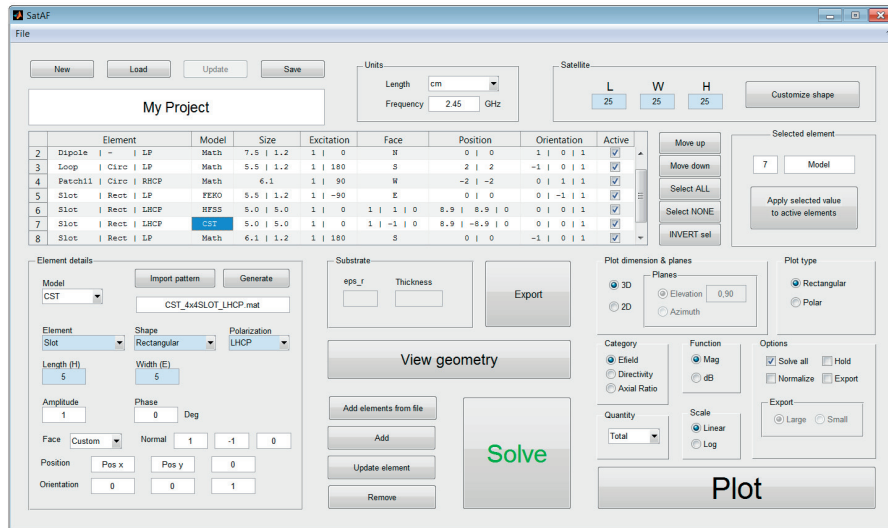 SatAF
File
New Load Update Save
My Project
Units
Length cm
Frequency 2.45 GHz
Satellite
L W H
25 25 25
Customize shape
Element Model Size Excitation Face Position Orientation Active
2 Dipole | - | LP Math 7.5 | 1.2 1 | 0 N 0 | 0 1 | 0 | 1
3 Loop | Circ | LP Math 5.5 | 1.2 1 | 180 S 2 | 2 -1 | 0 | 1
4 Patch11 | Circ | RHCP Math 6.1 1 | 90 W -2 | -2 0 | 1 | 1
5 Slot | Rect | LP FEKO 5.5 | 1.2 1 | -90 E 0 | 0 0 | -1 | 1
6 Slot | Rect | LHCP HFSS 5.0 | 5.0 1 | 0 1 | 1 | 0 8.9 | 8.9 | 0 0 | 0 | 1
7 Slot | Rect | LHCP CST 5.0 | 5.0 1 | 0 1 | -1 | 0 8.9 | -8.9 | 0 0 | 0 | 1
8 Slot | Rect | LP Math 6.1 | 1.2 1 | 180 S 0 | 0 -1 | 0 | 1
Move up
Move down
Select ALL
Select NONE
INVERT sel
Selected element
7 Model
Apply selected value
to active elements
Element details
Model
CST
Import pattern Generate
CST_4x4SLOT_LHCP.mat
Element Shape Polarization
Slot Rectangular LHCP
Length (H) Width (E)
5 5
Amplitude Phase
1 0 Deg
Face Custom Normal 1 -1 0
Position Pos x Pos y 0
Orientation 0 0 1
Substrate
eps_r Thickness
Export
View geometry
Add elements from file
Add
Update element
Remove
Solve
Plot dimension & planes
3D
2D
Planes
Elevation 0,90
Azimuth
Plot type
Rectangular
Polar
Category
Efield
Directivity
Axial Ratio
Function
Mag
dB
Options
Solve all Hold
Normalize Export
Export
Large Small
Quantity
Total
Scale
Linear
Log
Plot